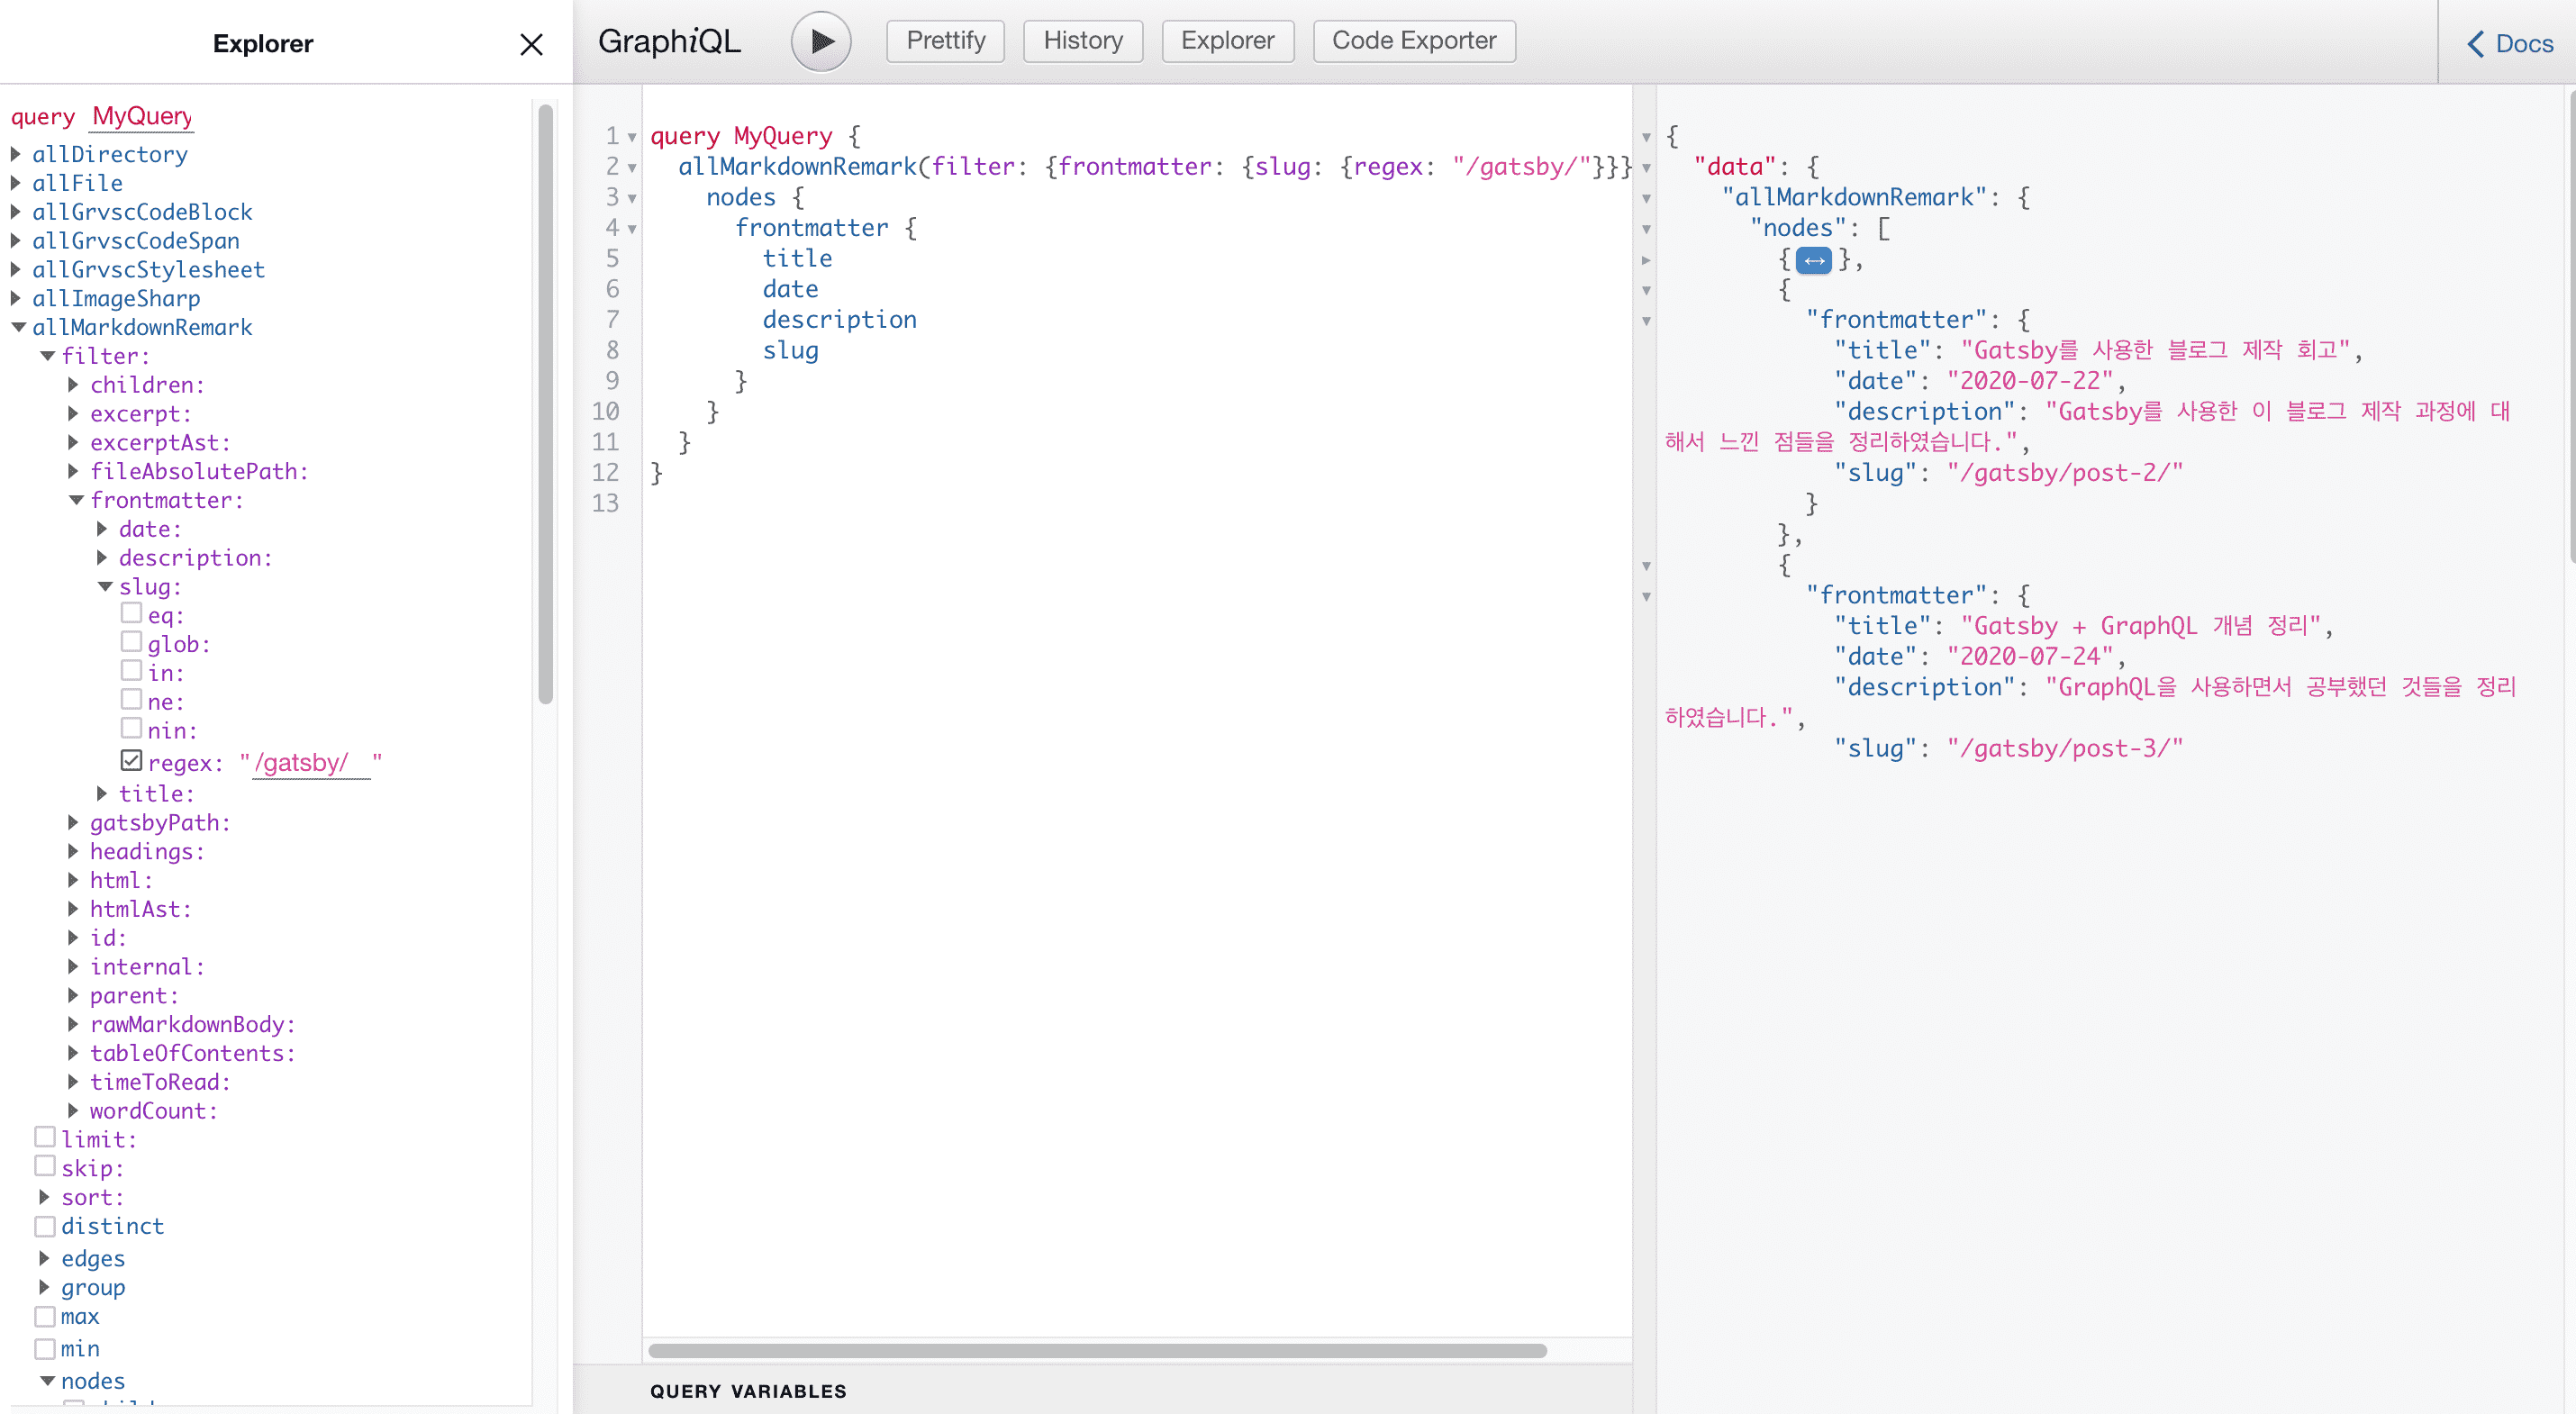 Explorer
query MyQuery
allDirectory
allFile
allGrvscCodeBlock
allGrvscCodeSpan
allGrvscStylesheet
allImageSharp
allMarkdownRemark
filter:
children:
excerpt:
excerptAst:
fileAbsolutePath:
frontmatter:
date:
description:
slug:
eq:
glob:
in:
ne:
nin:
regex: "/gatsby/ "
title:
gatsbyPath:
headings:
html:
htmlAst:
id:
internal:
parent:
rawMarkdownBody:
tableOfContents:
timeToRead:
wordCount:
limit:
skip:
sort:
distinct
edges
group
max
min
nodes
GraphiQL
Prettify
History
Explorer
Code Exporter
Docs
1 query MyQuery {
2 allMarkdownRemark(filter: {frontmatter: {slug: {regex: "/gatsby/"}}}
3 nodes {
4 frontmatter {
5 title
6 date
7 description
8 slug
9 }
10 }
11 }
12 }
13
QUERY VARIABLES
{
"data": {
"allMarkdownRemark": {
"nodes": [
{↔},
{
"frontmatter": {
"title": "Gatsby를 사용한 블로그 제작 회고",
"date": "2020-07-22",
"description": "Gatsby를 사용한 이 블로그 제작 과정에 대
해서 느낀 점들을 정리하였습니다.",
"slug": "/gatsby/post-2/"
}
},
{
"frontmatter": {
"title": "Gatsby + GraphQL 개념 정리",
"date": "2020-07-24",
"description": "GraphQL을 사용하면서 공부했던 것들을 정리
하였습니다.",
"slug": "/gatsby/post-3/"